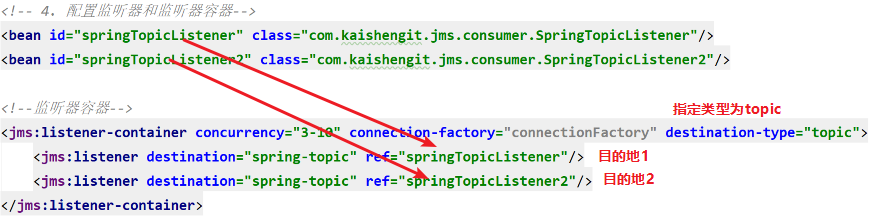 <!-- 4. 配置监听器和监听器容器-->
<bean id="springTopicListener" class="com.kaishengit.jms.consumer.SpringTopicListener"/>
<bean id="springTopicListener2" class="com.kaishengit.jms.consumer.SpringTopicListener2"/>
<!--监听器容器-->
指定类型为topic
<jms:listener-container concurrency="3-10" connection-factory="connectionFactory" destination-type="topic">
<jms:listener destination="spring-topic" ref="springTopicListener"/> 目的地1
<jms:listener destination="spring-topic" ref="springTopicListener2"/> 目的地2
</jms:listener-container>